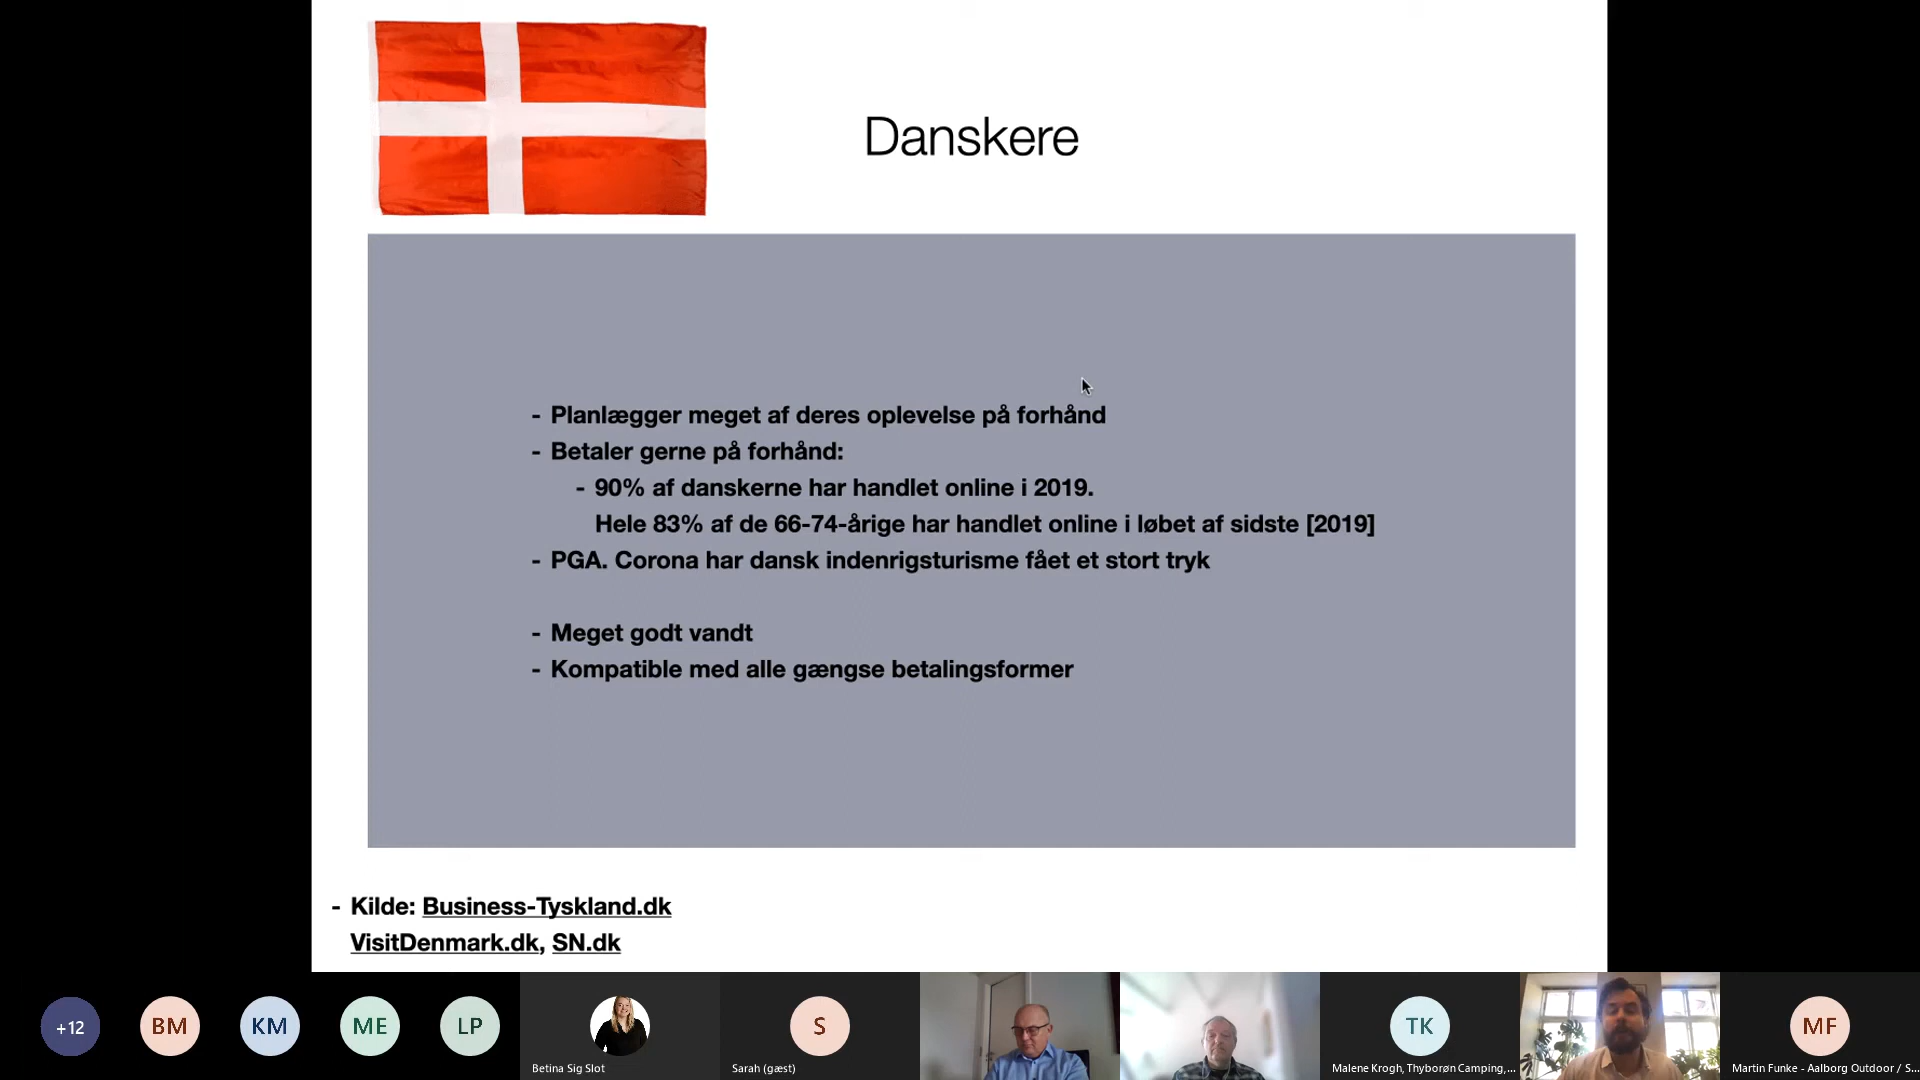 Danskere
- Planlægger meget af deres oplevelse på forhånd
- Betaler gerne på forhånd:
- 90% af danskerne har handlet online i 2019.
Hele 83% af de 66-74-årige har handlet online i løbet af sidste [2019]
- PGA. Corona har dansk indenrigsturisme fået et stort tryk
- Meget godt vandt
- Kompatible med alle gængse betalingsformer
- Kilde: Business-Tyskland.dk
VisitDenmark.dk, SN.dk
+12
BM
KM
ME
LP
Betina Sig Slot
S
Sarah (gæst)
TK
Malene Krogh, Thyborøn Camping,...
MF
Martin Funke - Aalborg Outdoor / S...